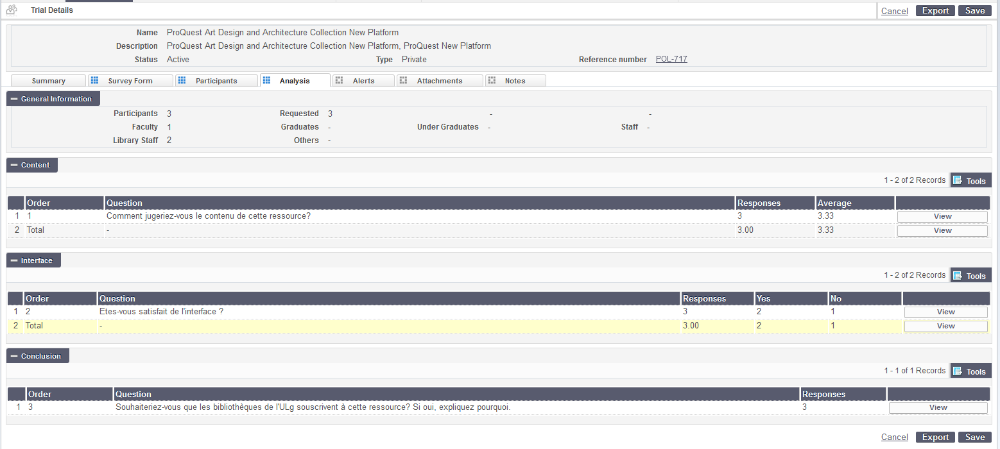 Trial Details Cancel Export Save
Name ProQuest Art Design and Architecture Collection New Platform
Description ProQuest Art Design and Architecture Collection New Platform, ProQuest New Platform
Status Active Type Private Reference number POL-717
Summary Survey Form Participants Analysis Alerts Attachments Notes
General Information
Participants 3 Requested 3 - -
Faculty 1 Graduates - Under Graduates - Staff -
Library Staff 2 Others -
Content
1 - 2 of 2 Records Tools
Order Question Responses Average
1 1 Comment jugeriez-vous le contenu de cette ressource? 3 3.33 View
2 Total - 3.00 3.33 View
Interface
1 - 2 of 2 Records Tools
Order Question Responses Yes No
1 2 Etes-vous satisfait de l'interface ? 3 2 1 View
2 Total - 3.00 2 1 View
Conclusion
1 - 1 of 1 Records Tools
Order Question Responses
1 3 Souhaiteriez-vous que les bibliothèques de l'ULg souscrivent à cette ressource? Si oui, expliquez pourquoi. 3 View
Cancel Export Save